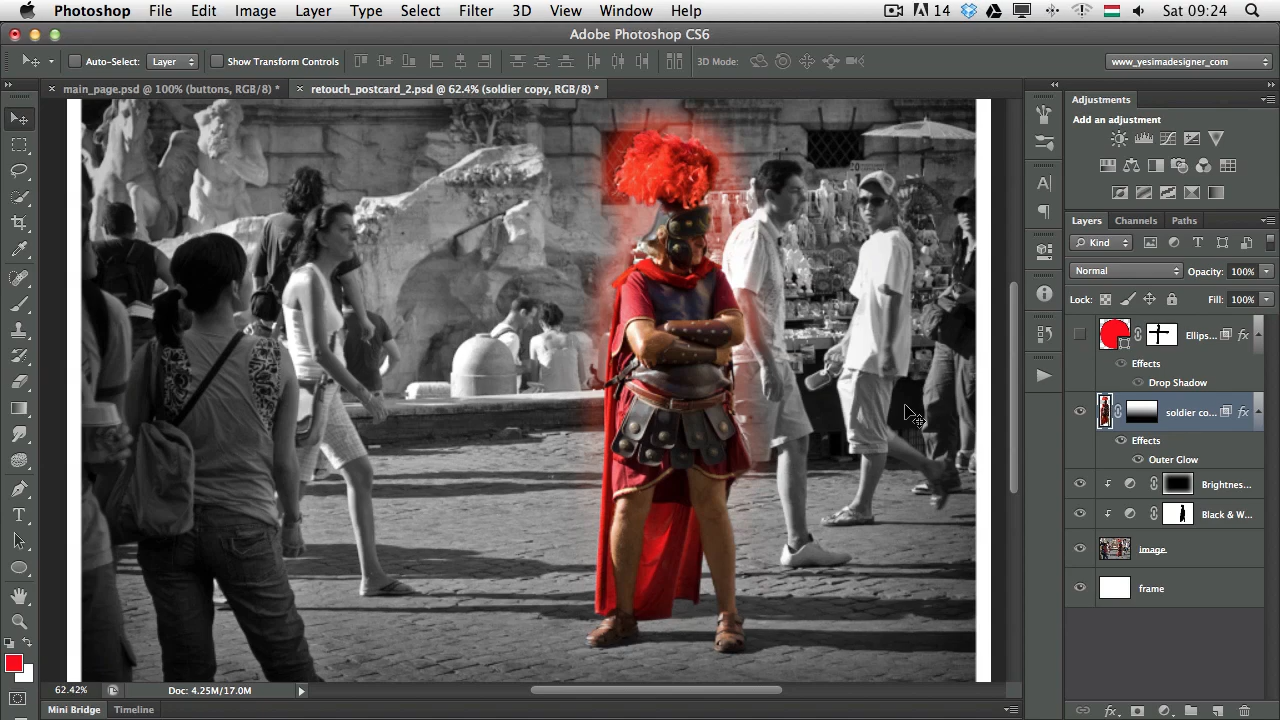 Photoshop File Edit Image Layer Type Select Filter 3D View Window Help 14 Sat 09:24
Adobe Photoshop CS6
Auto-Select: Layer Show Transform Controls 3D Mode: www_yesimadesigner_com
main_page.psd @ 100% (buttons, RGB/8) * retouch_postcard_2.psd @ 62.4% (soldier copy, RGB/8) *
Adjustments
Add an adjustment
Layers Channels Paths
Kind
Normal Opacity: 100%
Lock: Fill: 100%
Ellips... fx
Effects
Drop Shadow
soldier co... fx
Effects
Outer Glow
Brightnes...
Black & W...
image
frame
62.42% Doc: 4.25M/17.0M
Mini Bridge Timeline